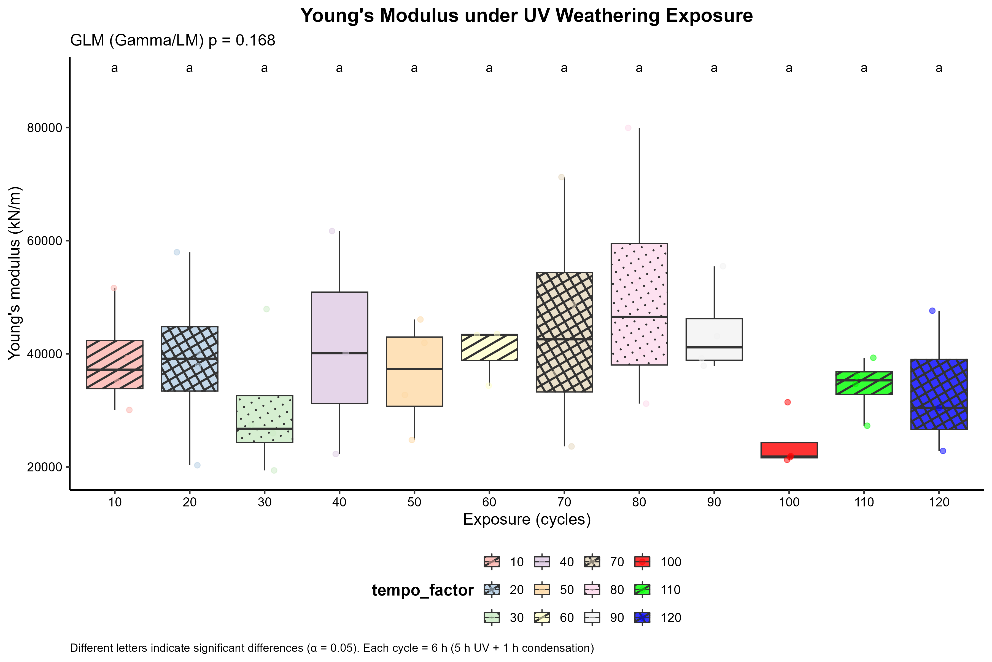 Young's Modulus under UV Weathering Exposure
GLM (Gamma/LM) p = 0.168
a a a a a a a a a a a a
80000
60000
40000
20000
Young's modulus (kN/m)
10 20 30 40 50 60 70 80 90 100 110 120
Exposure (cycles)
tempo_factor
10 40 70 100
20 50 80 110
30 60 90 120
Different letters indicate significant differences (α = 0.05). Each cycle = 6 h (5 h UV + 1 h condensation)